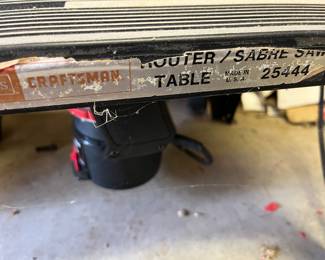 CRAFTSMAN ROUTER / SABRE SAW
TABLE MADE IN U.S.A. 25444